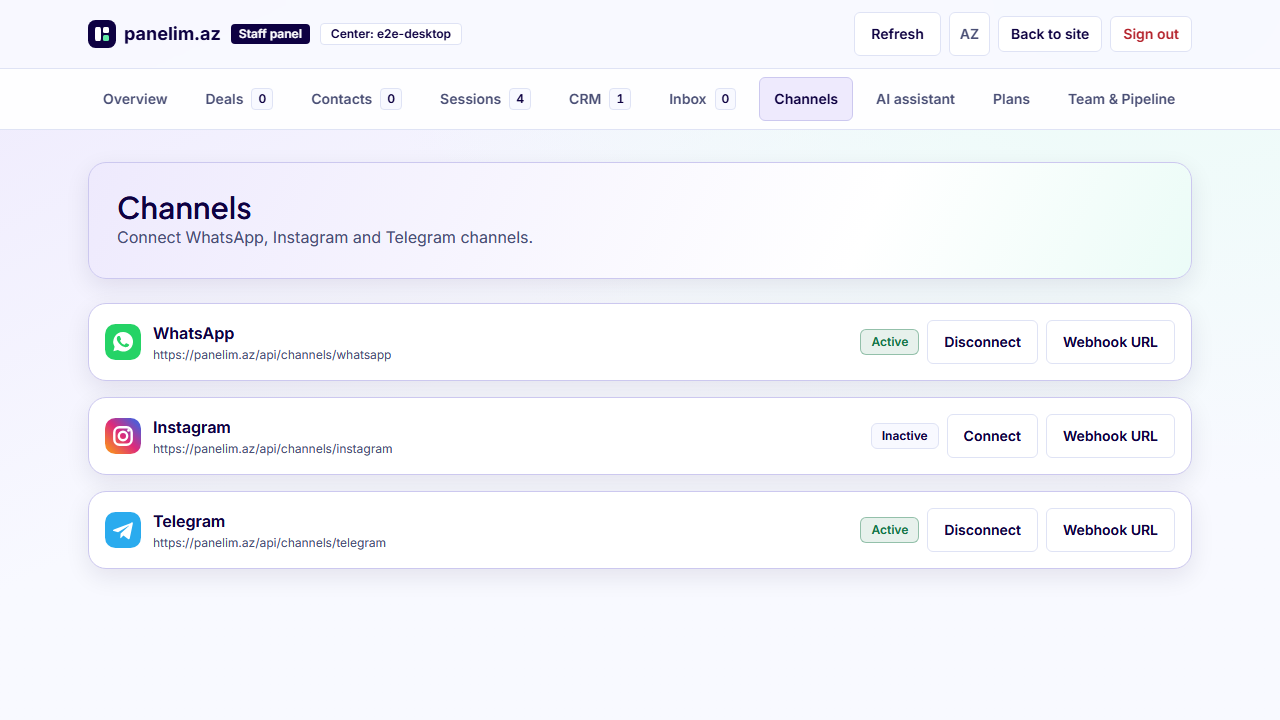 panelim.az Staff panel Center: e2e-desktop Refresh AZ Back to site Sign out
Overview Deals 0 Contacts 0 Sessions 4 CRM 1 Inbox 0 Channels AI assistant Plans Team & Pipeline
Channels
Connect WhatsApp, Instagram and Telegram channels.
WhatsApp
https://panelim.az/api/channels/whatsapp
Active Disconnect Webhook URL
Instagram
https://panelim.az/api/channels/instagram
Inactive Connect Webhook URL
Telegram
https://panelim.az/api/channels/telegram
Active Disconnect Webhook URL